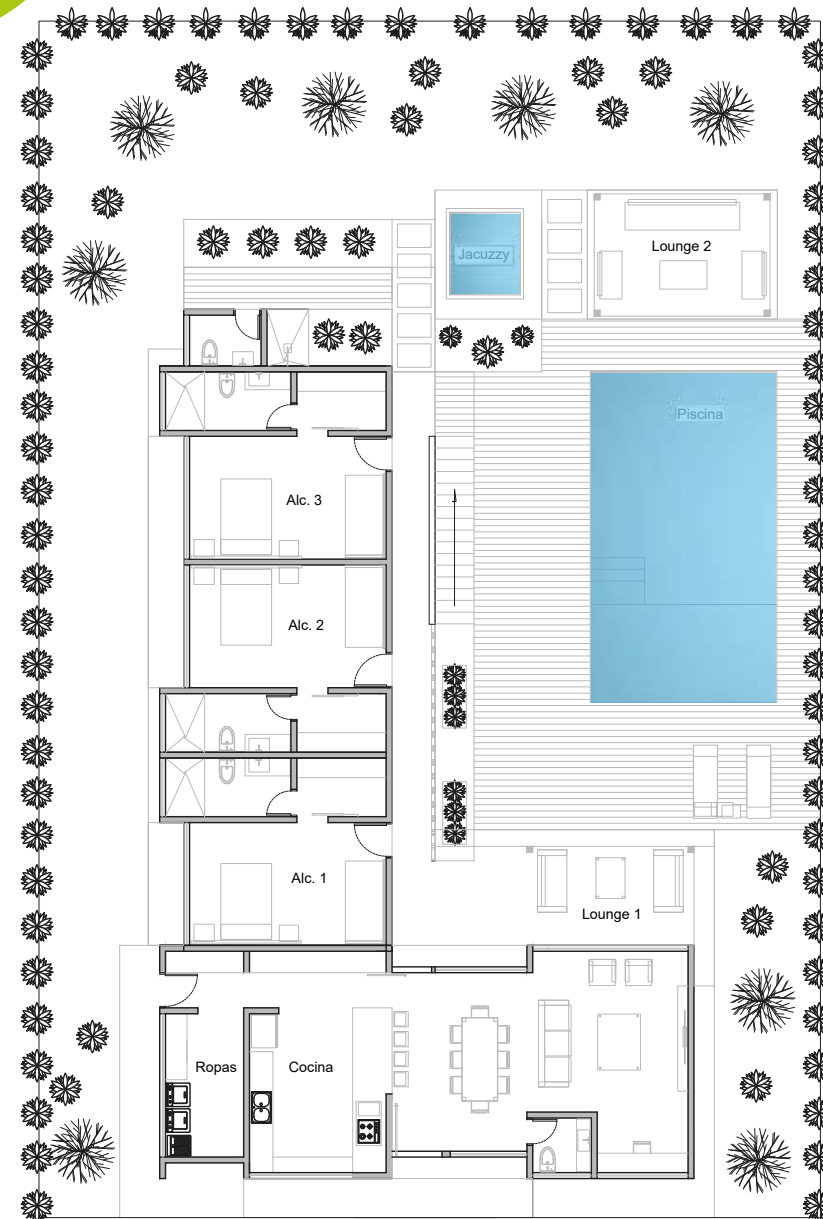 Jacuzzy
Lounge 2
Piscina
Alc. 3
Alc. 2
Alc. 1
Lounge 1
Ropas
Cocina